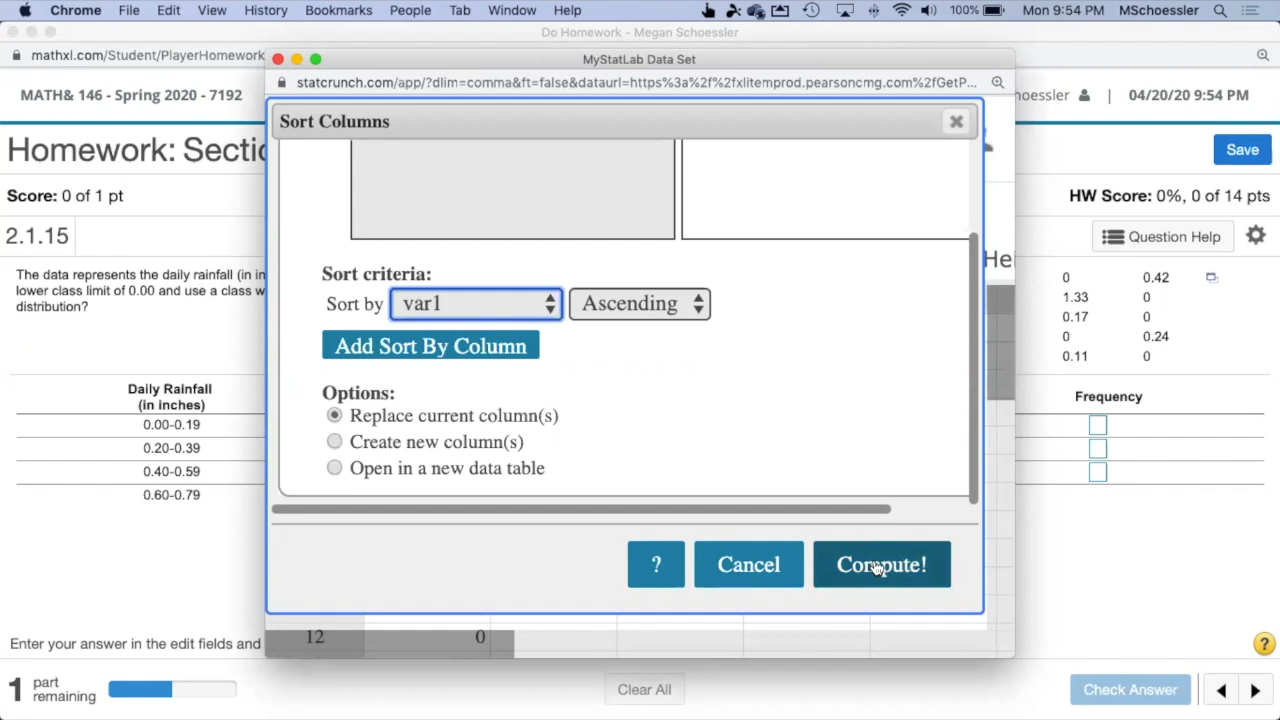 Chrome File Edit View History Bookmarks People Tab Window Help 100% Mon 9:54 PM MSchoessler
Do Homework - Megan Schoessler
mathxl.com/Student/PlayerHomework
MyStatLab Data Set
statcrunch.com/app/?dlim=comma&ft=false&dataurl=https%3a%2f%2fxlitemprod.pearsoncmg.com%2fGetP...
MATH& 146 - Spring 2020 - 7192
hoessler | 04/20/20 9:54 PM
Sort Columns
Homework: Sectio
Save
Score: 0 of 1 pt
HW Score: 0%, 0 of 14 pts
2.1.15
Question Help
The data represents the daily rainfall (in in
lower class limit of 0.00 and use a class w
distribution?
Hel
0 0.42
1.33 0
0.17 0
0 0.24
0.11 0
Sort criteria:
Sort by var1 Ascending
Add Sort By Column
Options:
Replace current column(s)
Create new column(s)
Open in a new data table
Daily Rainfall
(in inches)
Frequency
0.00-0.19
0.20-0.39
0.40-0.59
0.60-0.79
? Cancel Compute!
12 0
Enter your answer in the edit fields and
?
1 part
remaining
Clear All
Check Answer